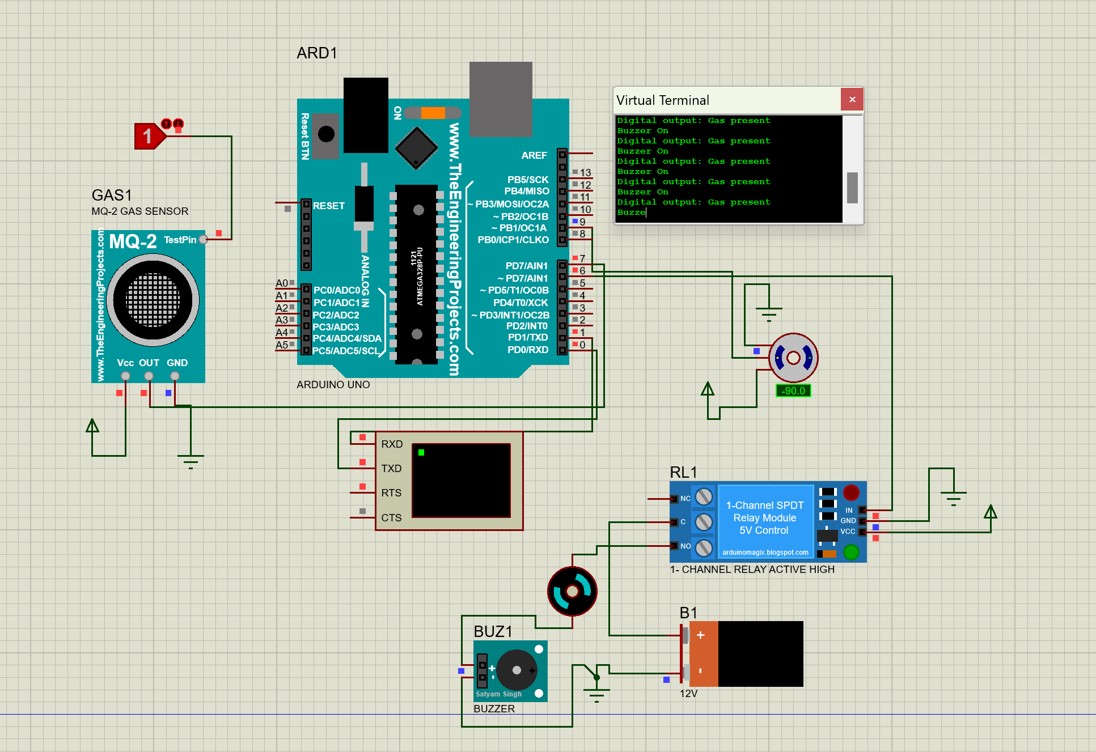 ARD1
ON
Reset BTN
www.TheEngineeringProjects.com
RESET
1121
ATMEGA328P-PU
ANALOG IN
AREF
PB5/SCK 13
PB4/MISO 12
~ PB3/MOSI/OC2A 11
~ PB2/OC1B 10
~ PB1/OC1A 9
PB0/ICP1/CLKO 8
PD7/AIN1 7
~ PD7/AIN1 6
~ PD5/T1/OC0B 5
PD4/T0/XCK 4
~ PD3/INT1/OC2B 3
PD2/INT0 2
PD1/TXD 1
PD0/RXD 0
A0 PC0/ADC0
A1 PC1/ADC1
A2 PC2/ADC2
A3 PC3/ADC3
A4 PC4/ADC4/SDA
A5 PC5/ADC5/SCL
ARDUINO UNO
1
GAS1
MQ-2 GAS SENSOR
www.TheEngineeringProjects.com
MQ-2 TestPin
Vcc OUT GND
Virtual Terminal
Digital output: Gas present
Buzzer On
Digital output: Gas present
Buzzer On
Digital output: Gas present
Buzzer On
Digital output: Gas present
Buzzer On
Digital output: Gas present
Buzze
-90.0
RXD
TXD
RTS
CTS
RL1
NC
C
NO
1-Channel SPDT
Relay Module
5V Control
arduinomagix.blogspot.com
IN
GND
VCC
1- CHANNEL RELAY ACTIVE HIGH
BUZ1
+
-
+
Satyam Singh
BUZZER
B1
+
-
12V